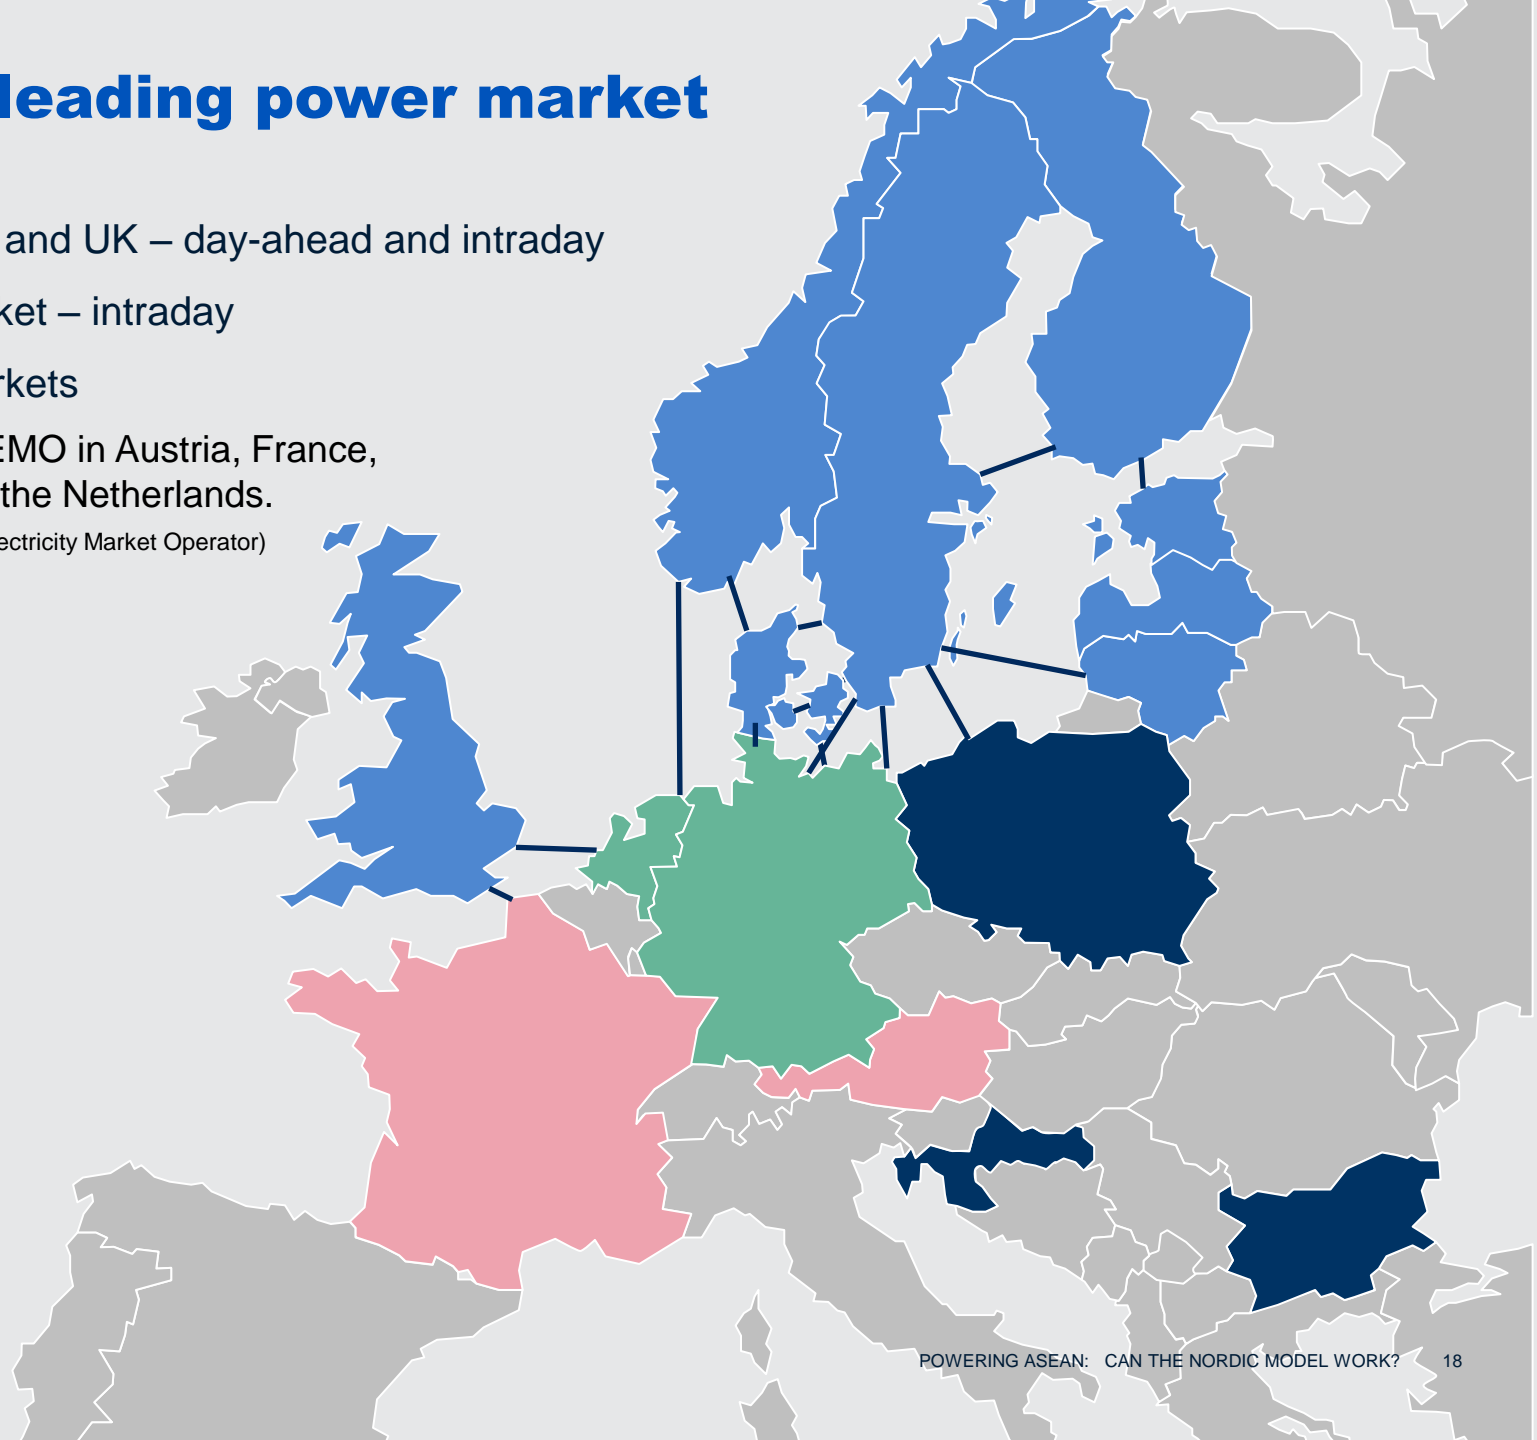 leading power market
and UK – day-ahead and intraday
ket – intraday
rkets
EMO in Austria, France,
the Netherlands.
ectricity Market Operator)
POWERING ASEAN: CAN THE NORDIC MODEL WORK? 18